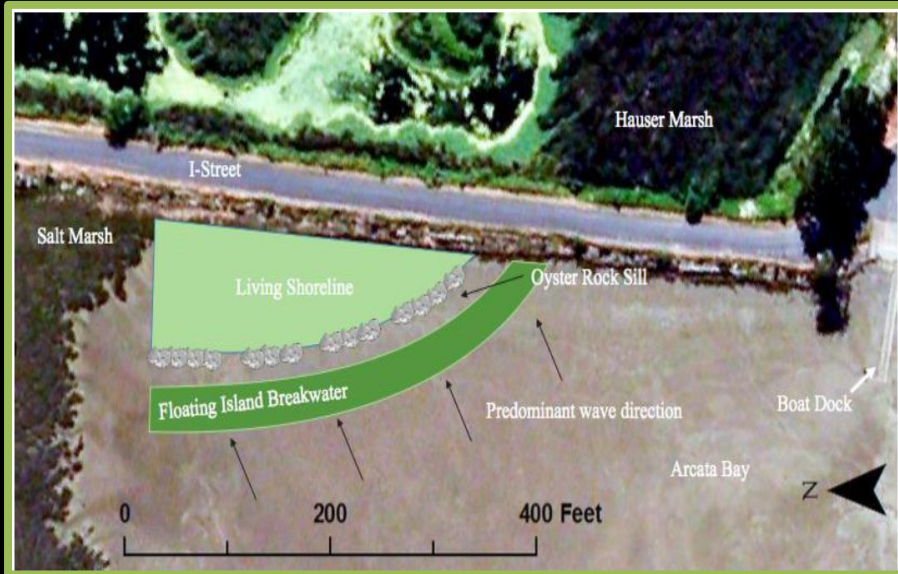 Hauser Marsh
I-Street
Salt Marsh
Living Shoreline
Oyster Rock Sill
Floating Island Breakwater
Predominant wave direction
Boat Dock
Arcata Bay
N
0 200 400 Feet